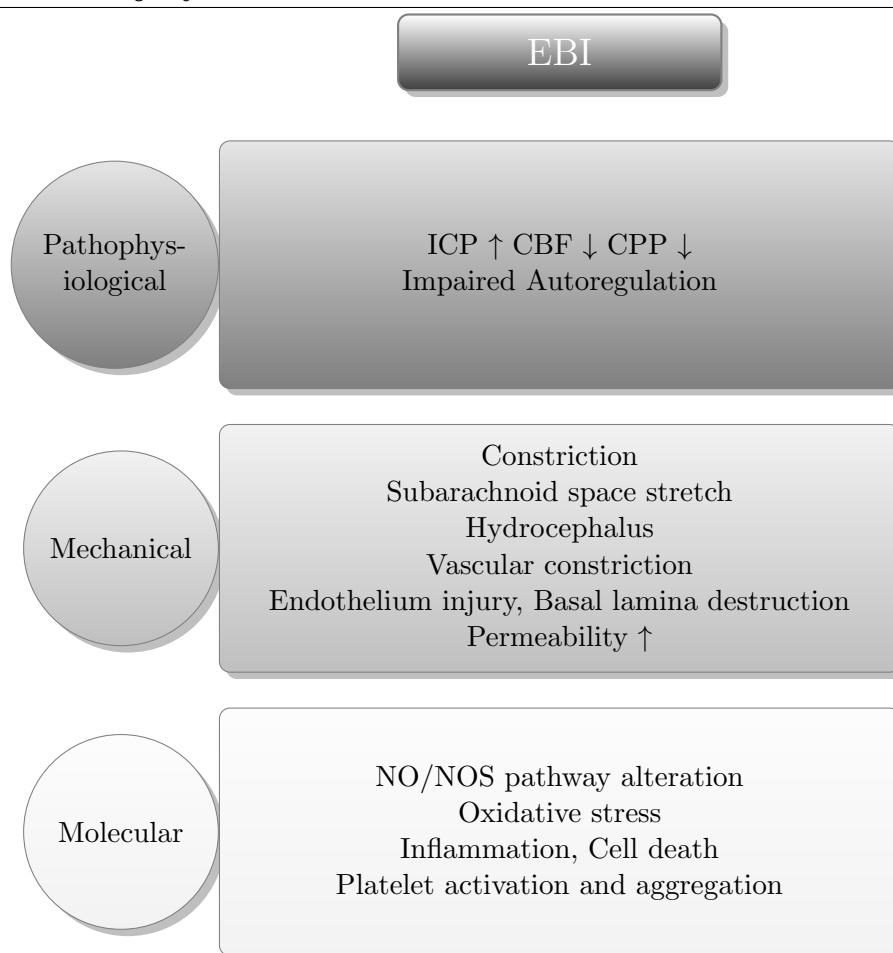 EBI
Pathophys-
iological
ICP ↑ CBF ↓ CPP ↓
Impaired Autoregulation
Mechanical
Constriction
Subarachnoid space stretch
Hydrocephalus
Vascular constriction
Endothelium injury, Basal lamina destruction
Permeability ↑
Molecular
NO/NOS pathway alteration
Oxidative stress
Inflammation, Cell death
Platelet activation and aggregation